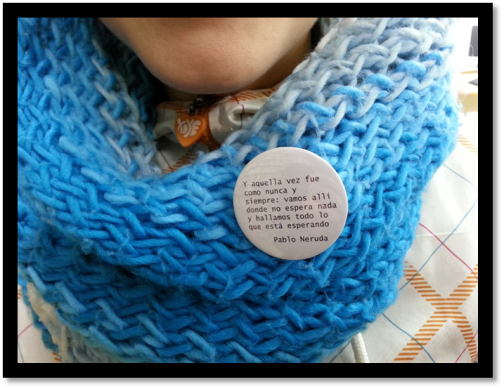 Y aquella vez fue
como nunca y
siempre: vamos allí
donde no espera nada
y hallamos todo lo
que está esperando
Pablo Neruda